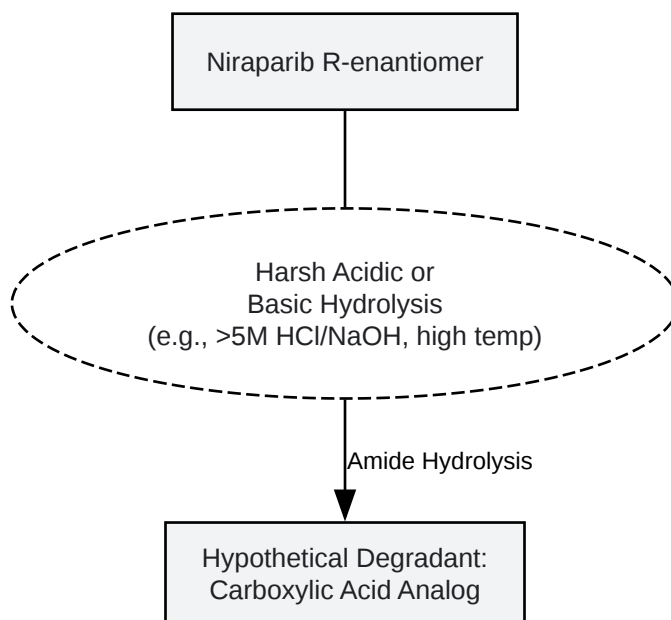 Niraparib R-enantiomer
Harsh Acidic or
Basic Hydrolysis
(e.g., >5M HCl/NaOH, high temp)
Amide Hydrolysis
Hypothetical Degradant:
Carboxylic Acid Analog